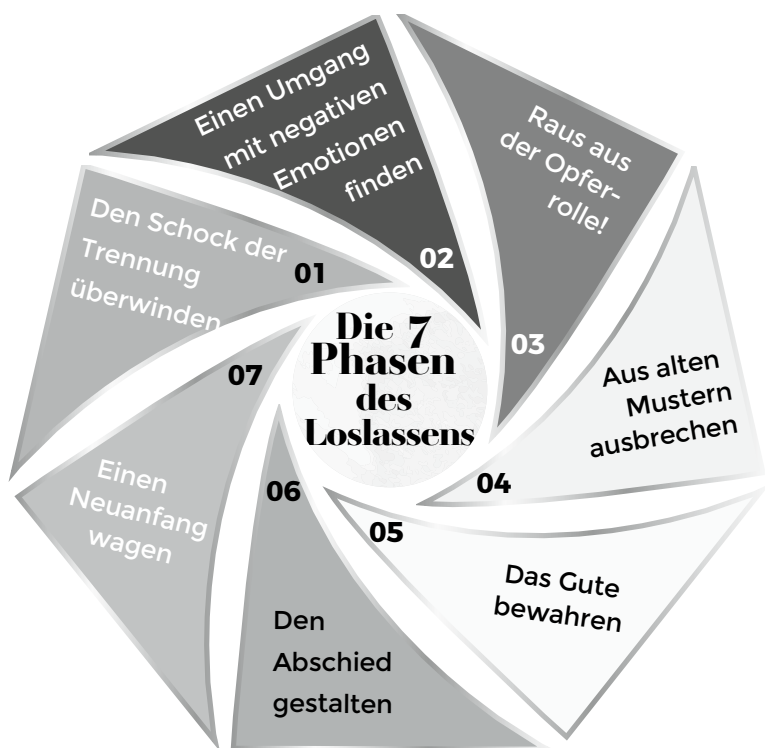 Die 7
Phasen
des
Loslassens
01
Den Schock der
Trennung
überwinden
02
Einen Umgang
mit negativen
Emotionen
finden
03
Raus aus
der Opfer-
rolle!
04
Aus alten
Mustern
ausbrechen
05
Das Gute
bewahren
06
Den
Abschied
gestalten
07
Einen
Neuanfang
wagen